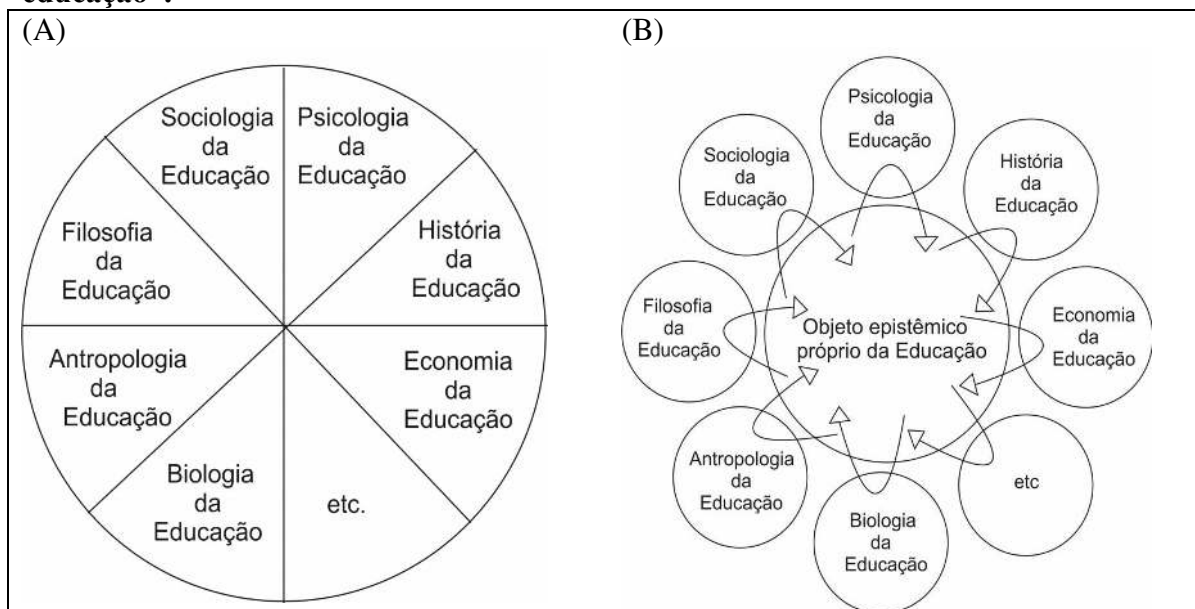 (A)
(B)
Sociologia
da
Educação
Psicologia
da
Educação
Filosofia
da
Educação
História
da
Educação
Antropologia
da
Educação
Economia
da
Educação
Biologia
da
Educação
etc.
Psicologia
da
Educação
Sociologia
da
Educação
História
da
Educação
Filosofia
da
Educação
Objeto epistêmico
próprio da Educação
Economia
da
Educação
Antropologia
da
Educação
etc
Biologia
da
Educação